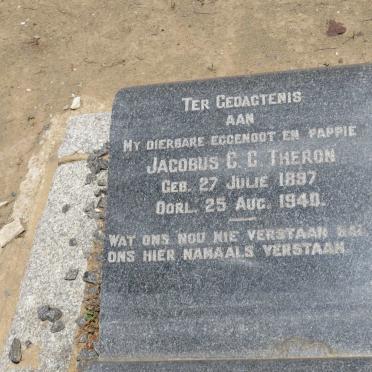 TER GEDAGTENIS
AAN
MY DIERBARE EGGENOOT EN PAPPIE
JACOBUS C. C. THERON
GEB. 27 JULIE 1897
OORL. 25 AUG. 1940.
WAT ONS NOU NIE VERSTAAN SAL
ONS HIER NAMAALS VERSTAAN